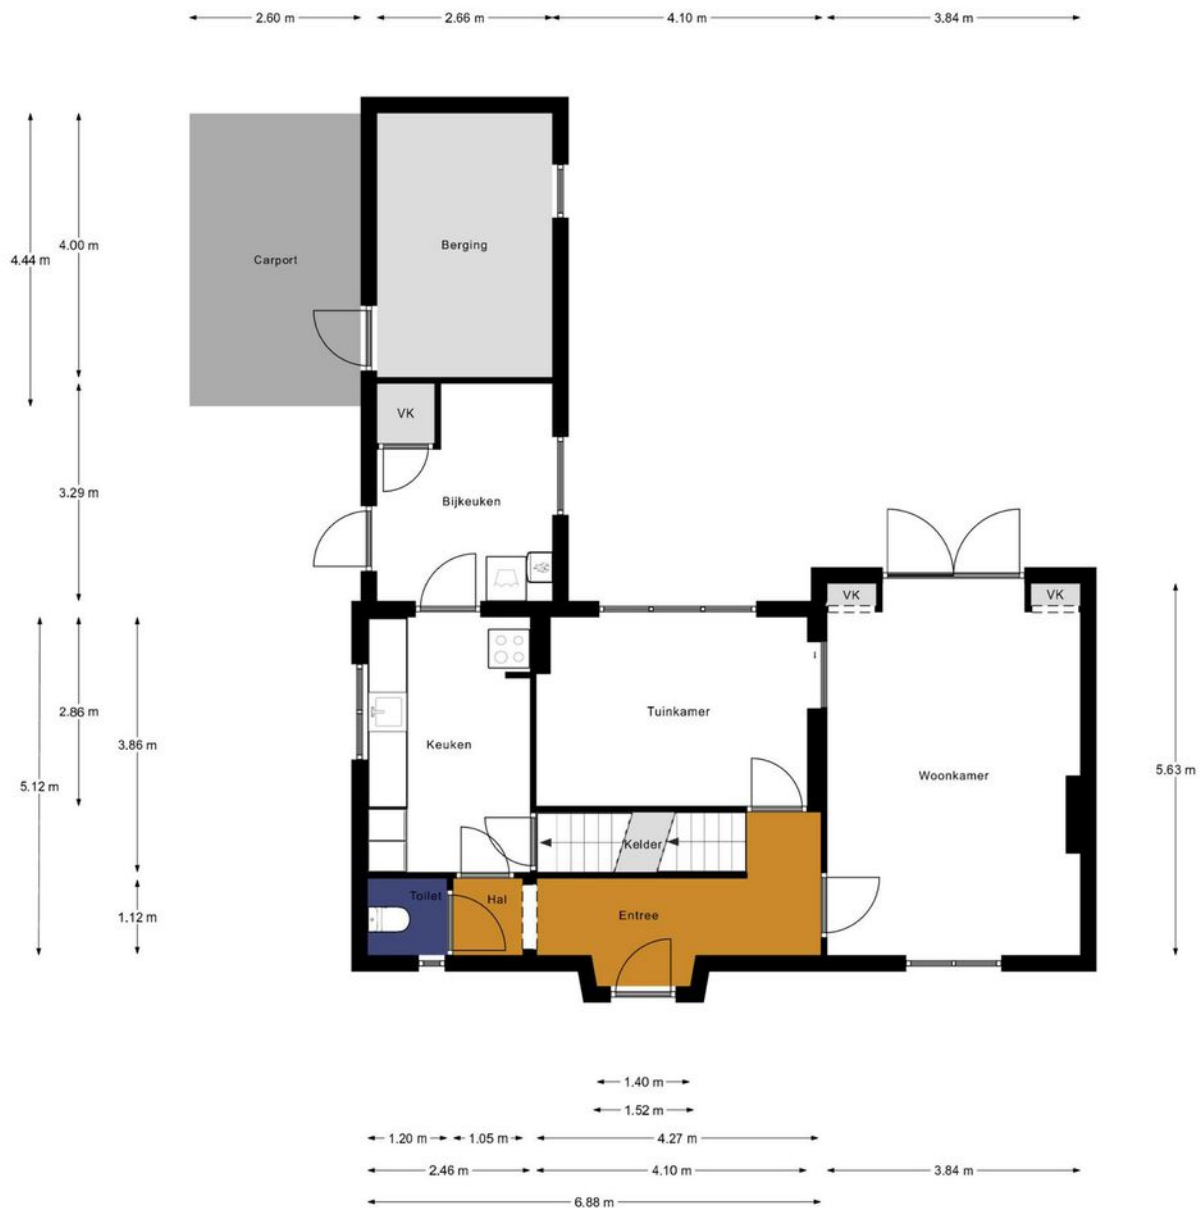 2.60 m 2.66 m 4.10 m 3.84 m
4.44 m
4.00 m
Carport
Berging
VK
3.29 m
Bijkeuken
VK
VK
2.86 m
Tuinkamer
3.86 m
Keuken
5.12 m
Woonkamer
5.63 m
Kelder
Toilet
Hal
1.12 m
Entree
1.40 m
1.52 m
1.20 m 1.05 m 4.27 m
2.46 m 4.10 m 3.84 m
6.88 m